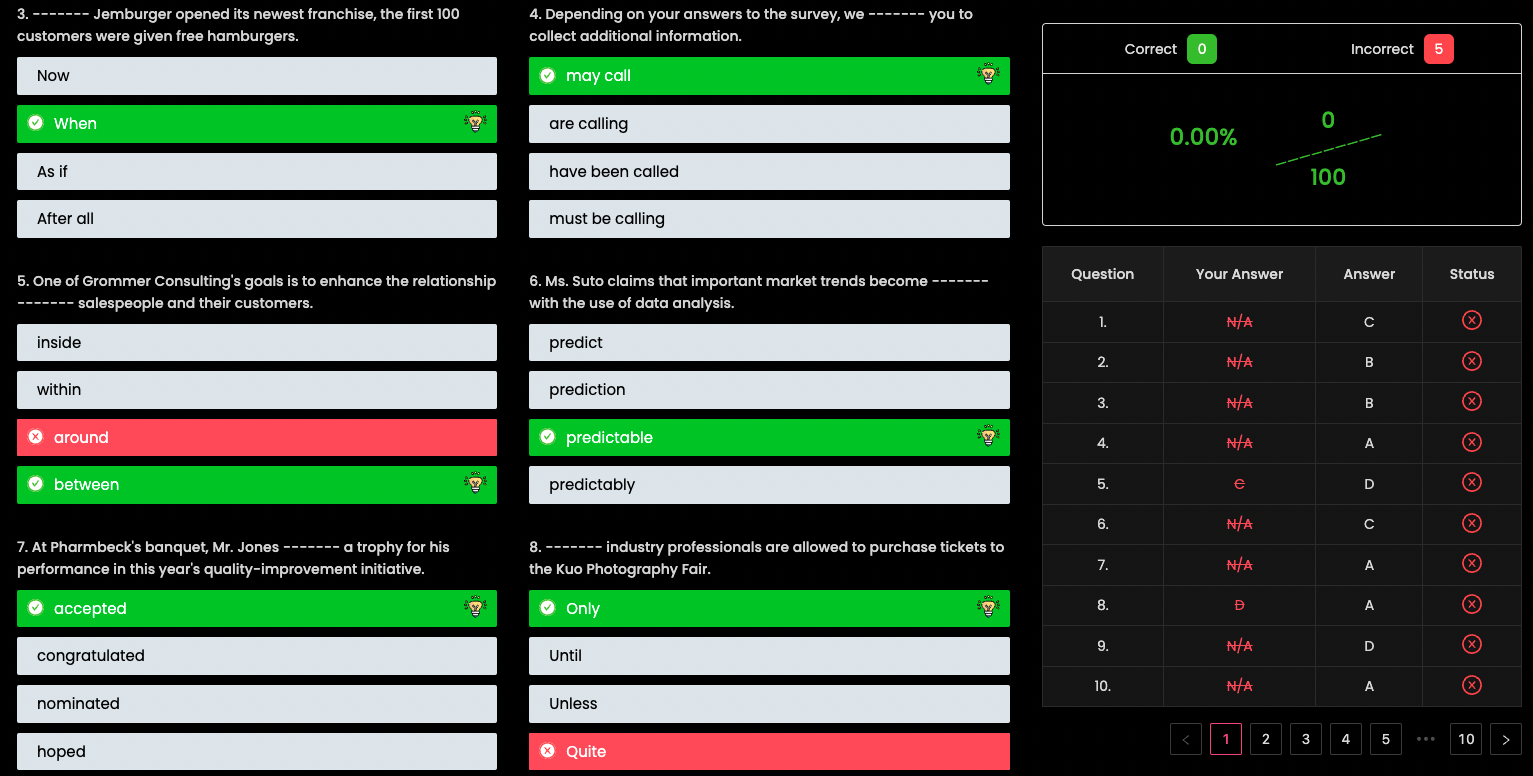 3. ------- Jemburger opened its newest franchise, the first 100
customers were given free hamburgers.
Now
When
As if
After all
4. Depending on your answers to the survey, we ------- you to
collect additional information.
may call
are calling
have been called
must be calling
5. One of Grommer Consulting's goals is to enhance the relationship
------- salespeople and their customers.
inside
within
around
between
6. Ms. Suto claims that important market trends become -------
with the use of data analysis.
predict
prediction
predictable
predictably
7. At Pharmbeck's banquet, Mr. Jones ------- a trophy for his
performance in this year's quality-improvement initiative.
accepted
congratulated
nominated
hoped
8. ------- industry professionals are allowed to purchase tickets to
the Kuo Photography Fair.
Only
Until
Unless
Quite
Correct 0 Incorrect 5
0.00%
0
100
Question Your Answer Answer Status
1. N/A C
2. N/A B
3. N/A B
4. N/A A
5. C D
6. N/A C
7. N/A A
8. D A
9. N/A D
10. N/A A
< 1 2 3 4 5 ••• 10 >